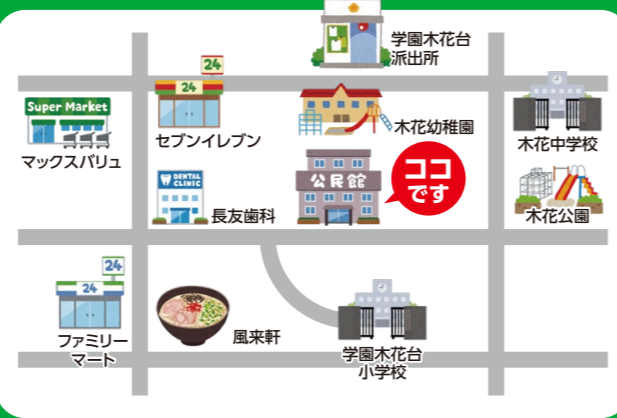 学園木花台
派出所
24
24
Super Market
マックスバリュ
セブンイレブン
木花幼稚園
木花中学校
DENTAL
CLINIC
長友歯科
公民館
ココ
です
木花公園
24
24
ファミリー
マート
風来軒
学園木花台
小学校